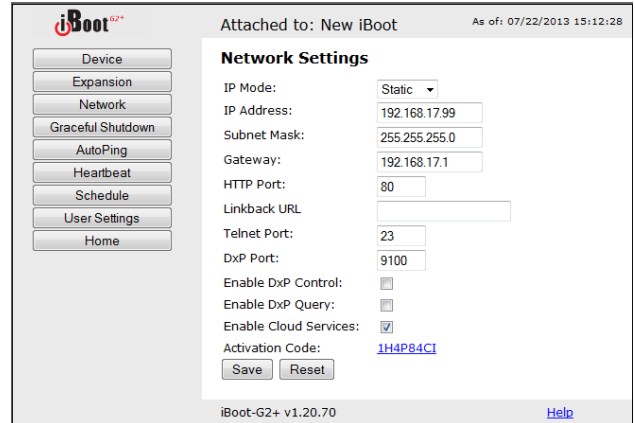 iBoot G2+
Attached to: New iBoot
As of: 07/22/2013 15:12:28
Device
Expansion
Network
Graceful Shutdown
AutoPing
Heartbeat
Schedule
User Settings
Home
Network Settings
IP Mode: Static
IP Address: 192.168.17.99
Subnet Mask: 255.255.255.0
Gateway: 192.168.17.1
HTTP Port: 80
Linkback URL
Telnet Port: 23
DxP Port: 9100
Enable DxP Control:
Enable DxP Query:
Enable Cloud Services:
Activation Code: 1H4P84CI
Save Reset
iBoot-G2+ v1.20.70 Help